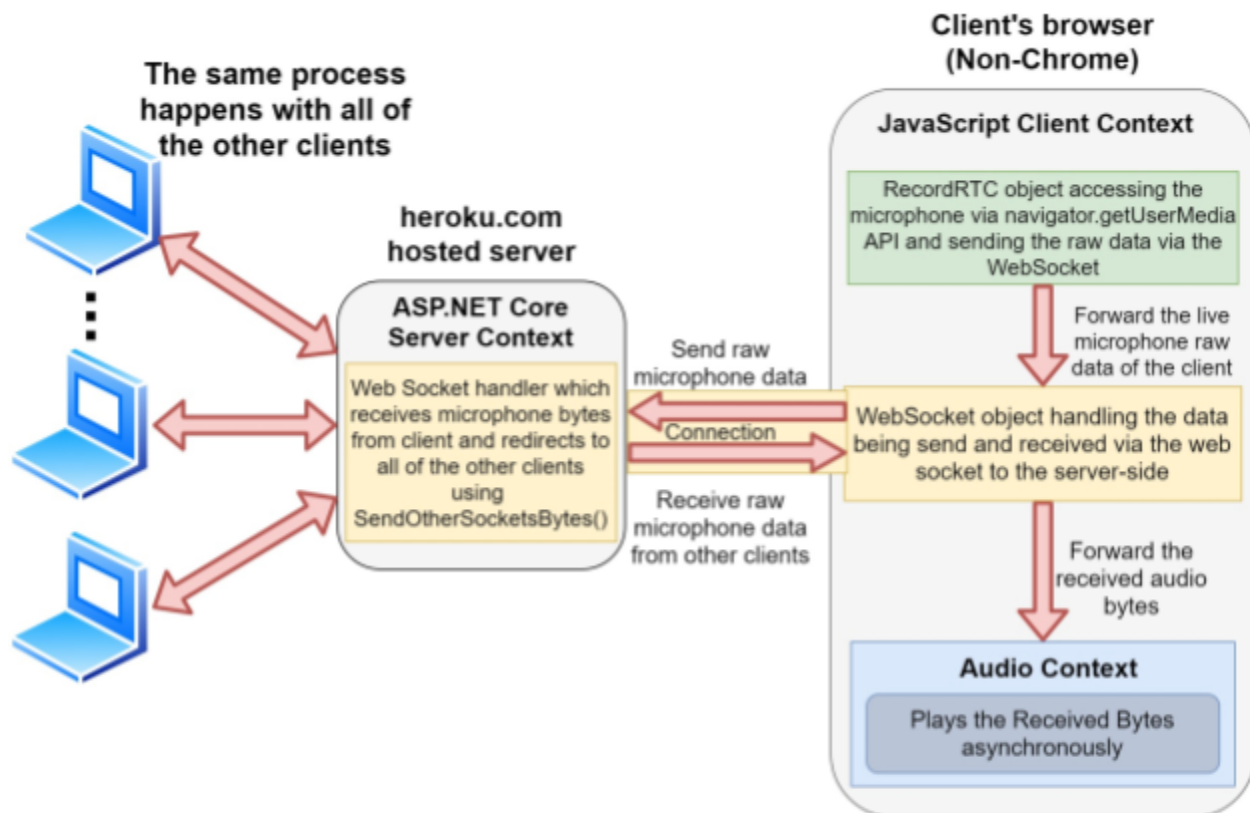 The same process
happens with all of
the other clients
heroku.com
hosted server
ASP.NET Core
Server Context
Web Socket handler which
receives microphone bytes
from client and redirects to
all of the other clients
using
SendOtherSocketsBytes()
Send raw
microphone data
Connection
Receive raw
microphone data
from other clients
Client's browser
(Non-Chrome)
JavaScript Client Context
RecordRTC object accessing the
microphone via navigator.getUserMedia
API and sending the raw data via the
WebSocket
Forward the live
microphone raw
data of the client
WebSocket object handling the data
being send and received via the web
socket to the server-side
Forward the
received audio
bytes
Audio Context
Plays the Received Bytes
asynchronously